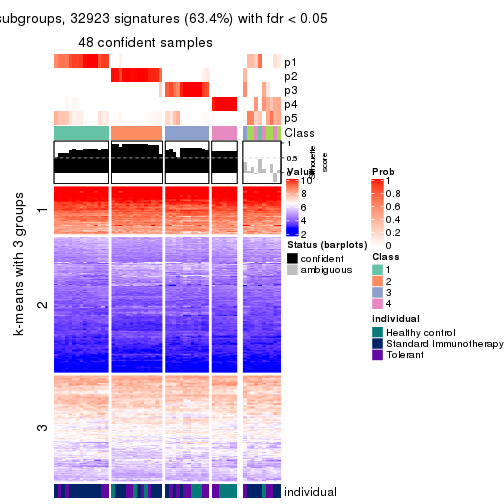 subgroups, 32923 signatures (63.4%) with fdr < 0.05
48 confident samples
p1
p2
p3
p4
p5
Class
1
0.5
0
silhouette
score
k-means with 3 groups
1
2
3
individual
Value
10
8
6
4
2
Status (barplots)
confident
ambiguous
Prob
1
0.8
0.6
0.4
0.2
0
Class
1
2
3
4
individual
Healthy control
Standard Immunotherapy
Tolerant